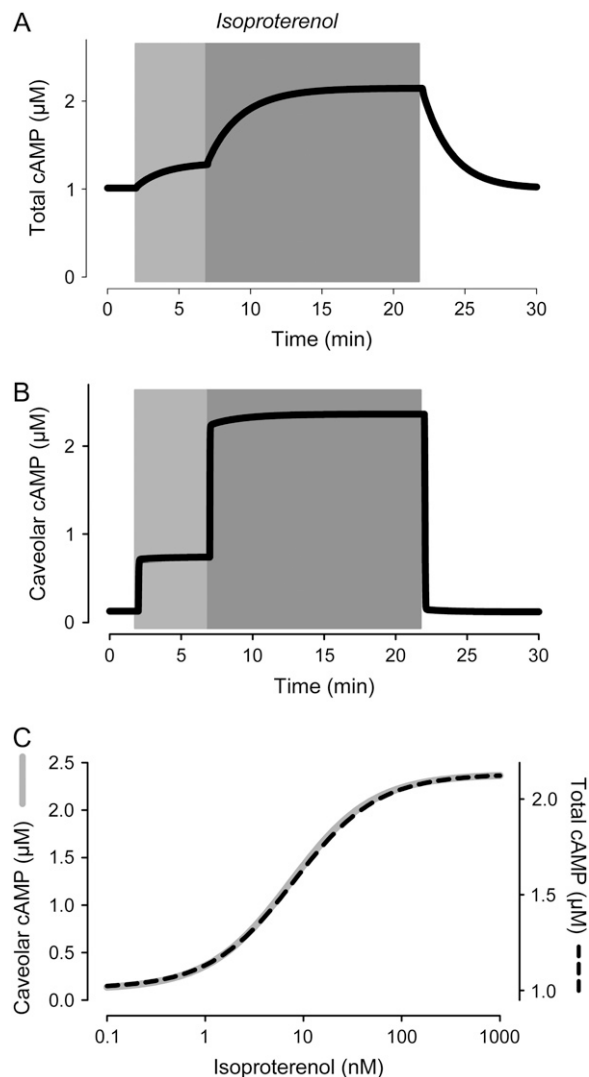 A
Isoproterenol
Total cAMP (μM)
2
1
0
0 5 10 15 20 25 30
Time (min)
B
Caveolar cAMP (μM)
2
1
0
0 5 10 15 20 25 30
Time (min)
C
Caveolar cAMP (μM)
2.5
2.0
1.5
1.0
0.5
0.0
2.0
1.5
1.0
Total cAMP
(μM)
0.1 1 10 100 1000
Isoproterenol (nM)